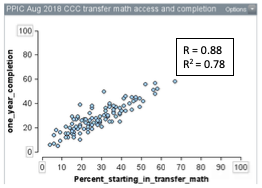 PPIC Aug 2018 CCC transfer math access and completion Options
100
80
60
40
20
0
one_year_completion
R = 0.88
R² = 0.78
0 10 20 30 40 50 60 70 80 90 100
Percent_starting_in_transfer_math